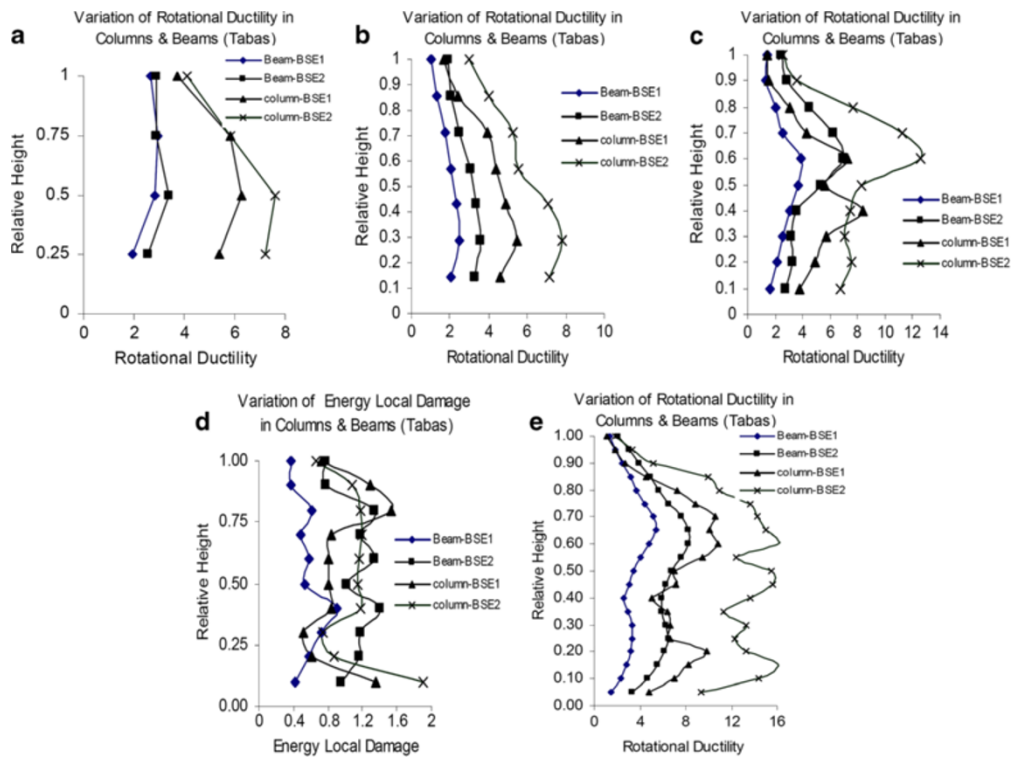 a
Variation of Rotational Ductility in
Columns & Beams (Tabas)
Beam-BSE1
Beam-BSE2
column-BSE1
column-BSE2
1
0.75
0.5
0.25
0
Relative Height
0 2 4 6 8
Rotational Ductility
b
Variation of Rotational Ductility in
Columns & Beams (Tabas)
Beam-BSE1
Beam-BSE2
column-BSE1
column-BSE2
1
0.9
0.8
0.7
0.6
0.5
0.4
0.3
0.2
0.1
0
Relative Height
0 2 4 6 8 10
Rotational Ductility
c
Variation of Rotational Ductility in
Columns & Beams (Tabas)
Beam-BSE1
Beam-BSE2
column-BSE1
column-BSE2
1
0.9
0.8
0.7
0.6
0.5
0.4
0.3
0.2
0.1
0
Relative Height
0 2 4 6 8 10 12 14
Rotational Ductility
d
Variation of Energy Local Damage
in Columns & Beams (Tabas)
Beam-BSE1
Beam-BSE2
column-BSE1
column-BSE2
1.00
0.75
0.50
0.25
0.00
Relative Height
0 0.4 0.8 1.2 1.6 2
Energy Local Damage
e
Variation of Rotational Ductility in
Columns & Beams (Tabas)
Beam-BSE1
Beam-BSE2
column-BSE1
column-BSE2
1.00
0.90
0.80
0.70
0.60
0.50
0.40
0.30
0.20
0.10
0.00
Relative Height
0 4 8 12 16
Rotational Ductility